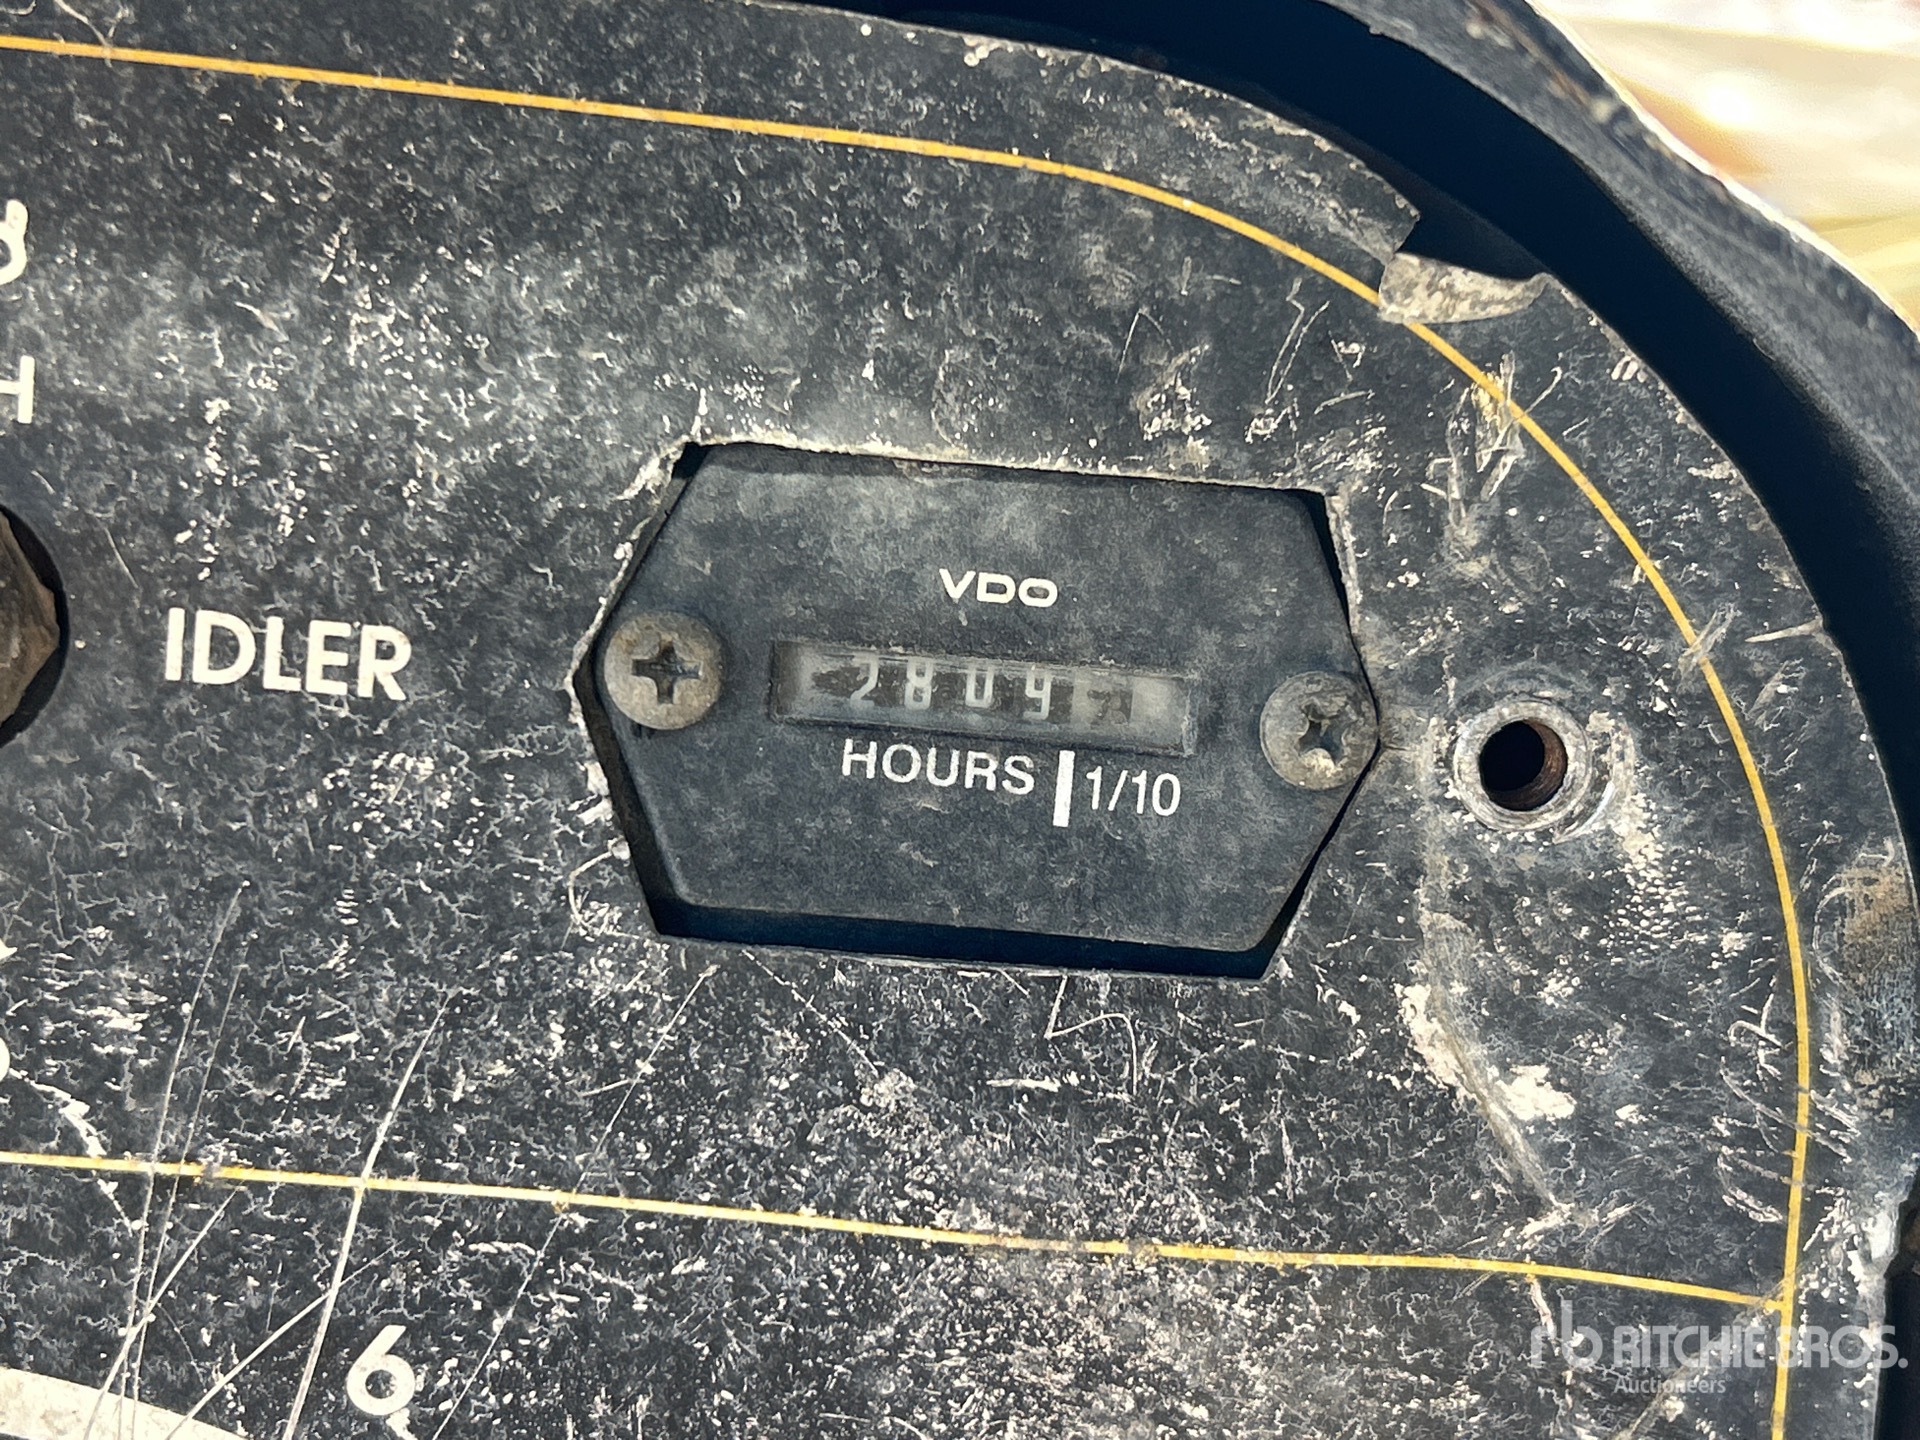 IDLER
VDO
2809
HOURS 1/10
6
RITCHIE BROS.
Auctioneers